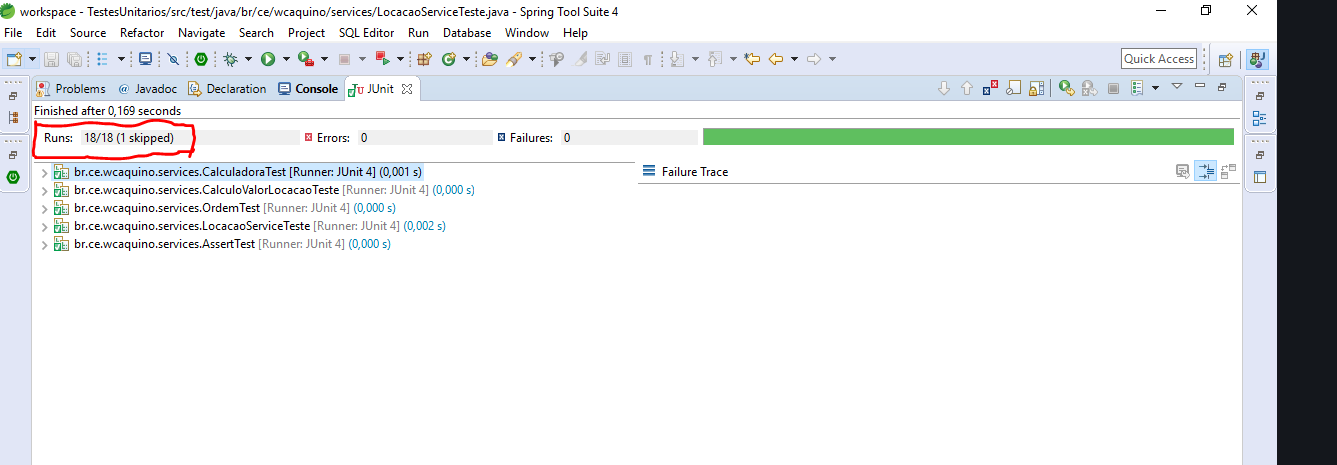 workspace - TestesUnitarios/src/test/java/br/ce/wcaquino/services/LocacaoServiceTeste.java - Spring Tool Suite 4
File Edit Source Refactor Navigate Search Project SQL Editor Run Database Window Help
Quick Access
Problems @ Javadoc Declaration Console JUnit
Finished after 0,169 seconds
Runs: 18/18 (1 skipped) Errors: 0 Failures: 0
br.ce.wcaquino.services.CalculadoraTest [Runner: JUnit 4] (0,001 s) Failure Trace
br.ce.wcaquino.services.CalculoValorLocacaoTeste [Runner: JUnit 4] (0,000 s)
br.ce.wcaquino.services.OrdemTest [Runner: JUnit 4] (0,000 s)
br.ce.wcaquino.services.LocacaoServiceTeste [Runner: JUnit 4] (0,002 s)
br.ce.wcaquino.services.AssertTest [Runner: JUnit 4] (0,000 s)